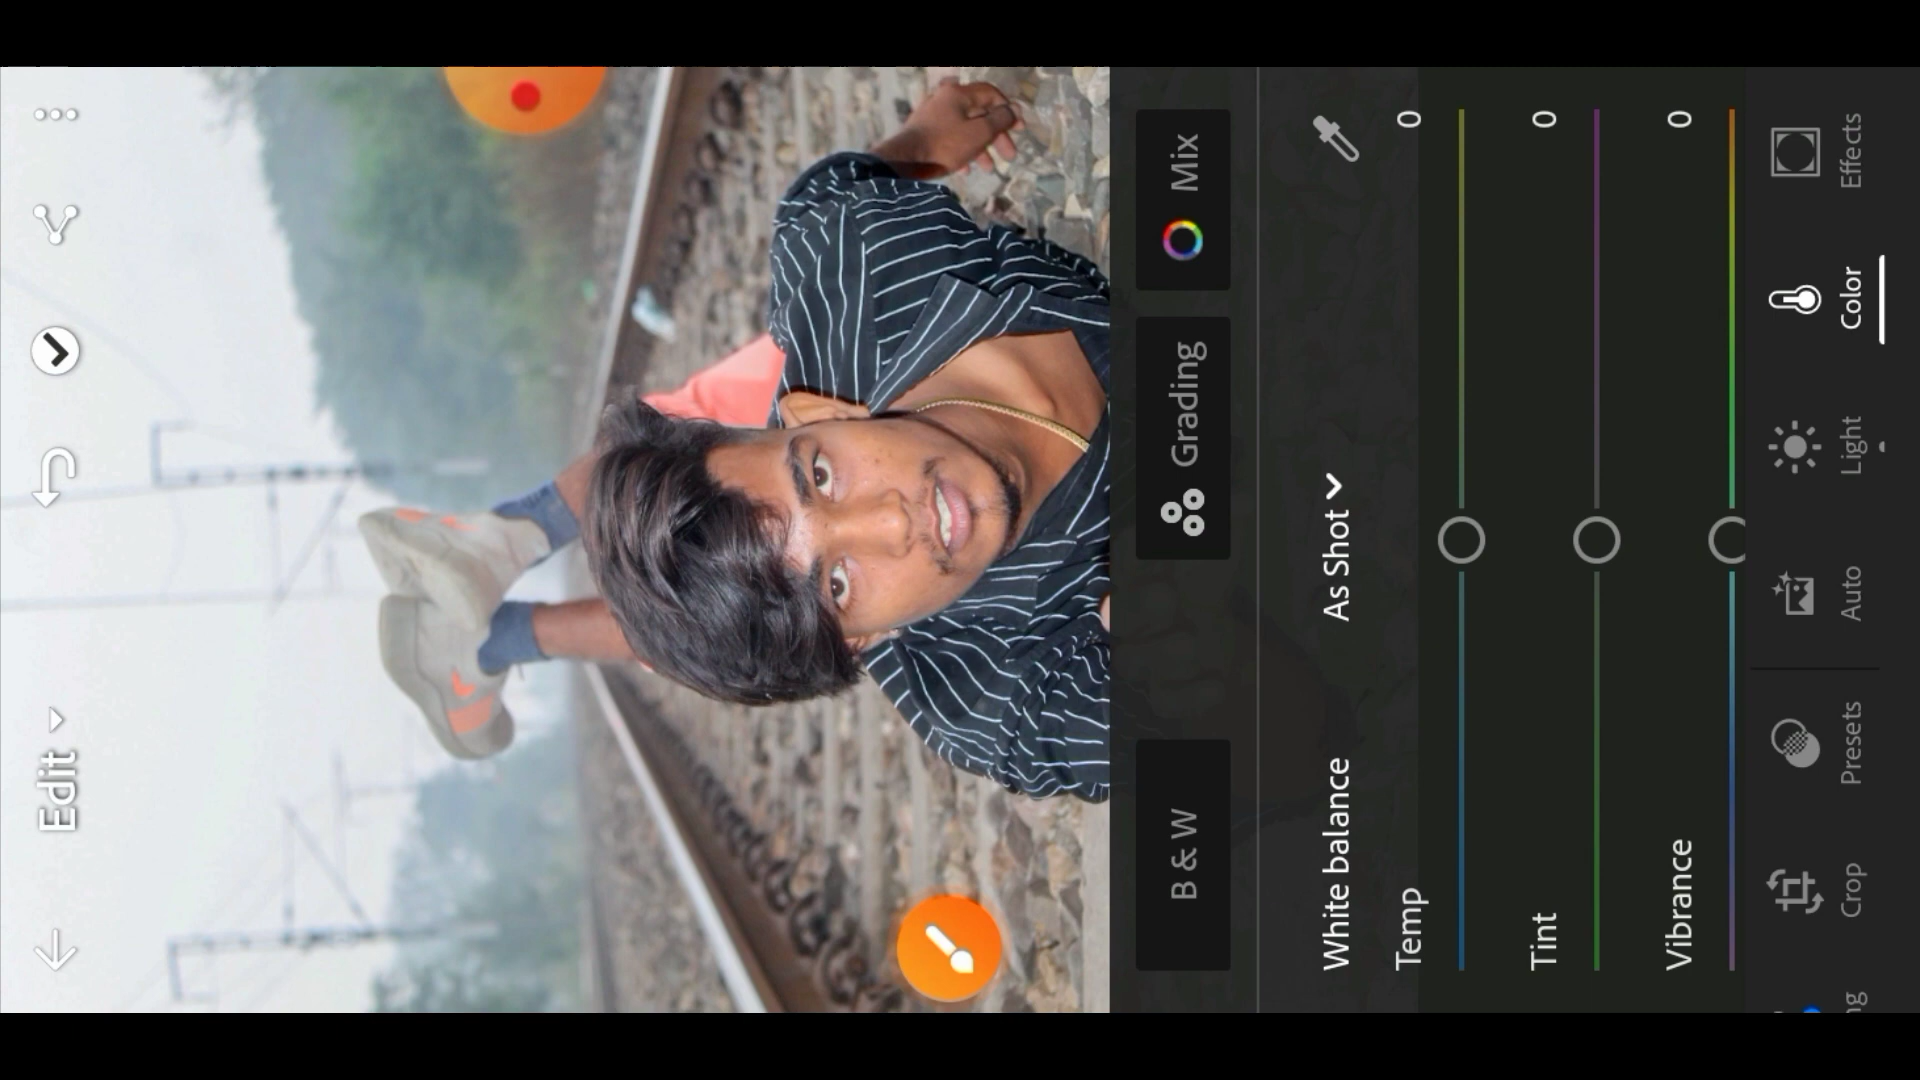 Edit
B & W
Grading
Mix
White balance
As Shot
Temp
0
Tint
0
Vibrance
0
Crop
Presets
Auto
Light
Color
Effects